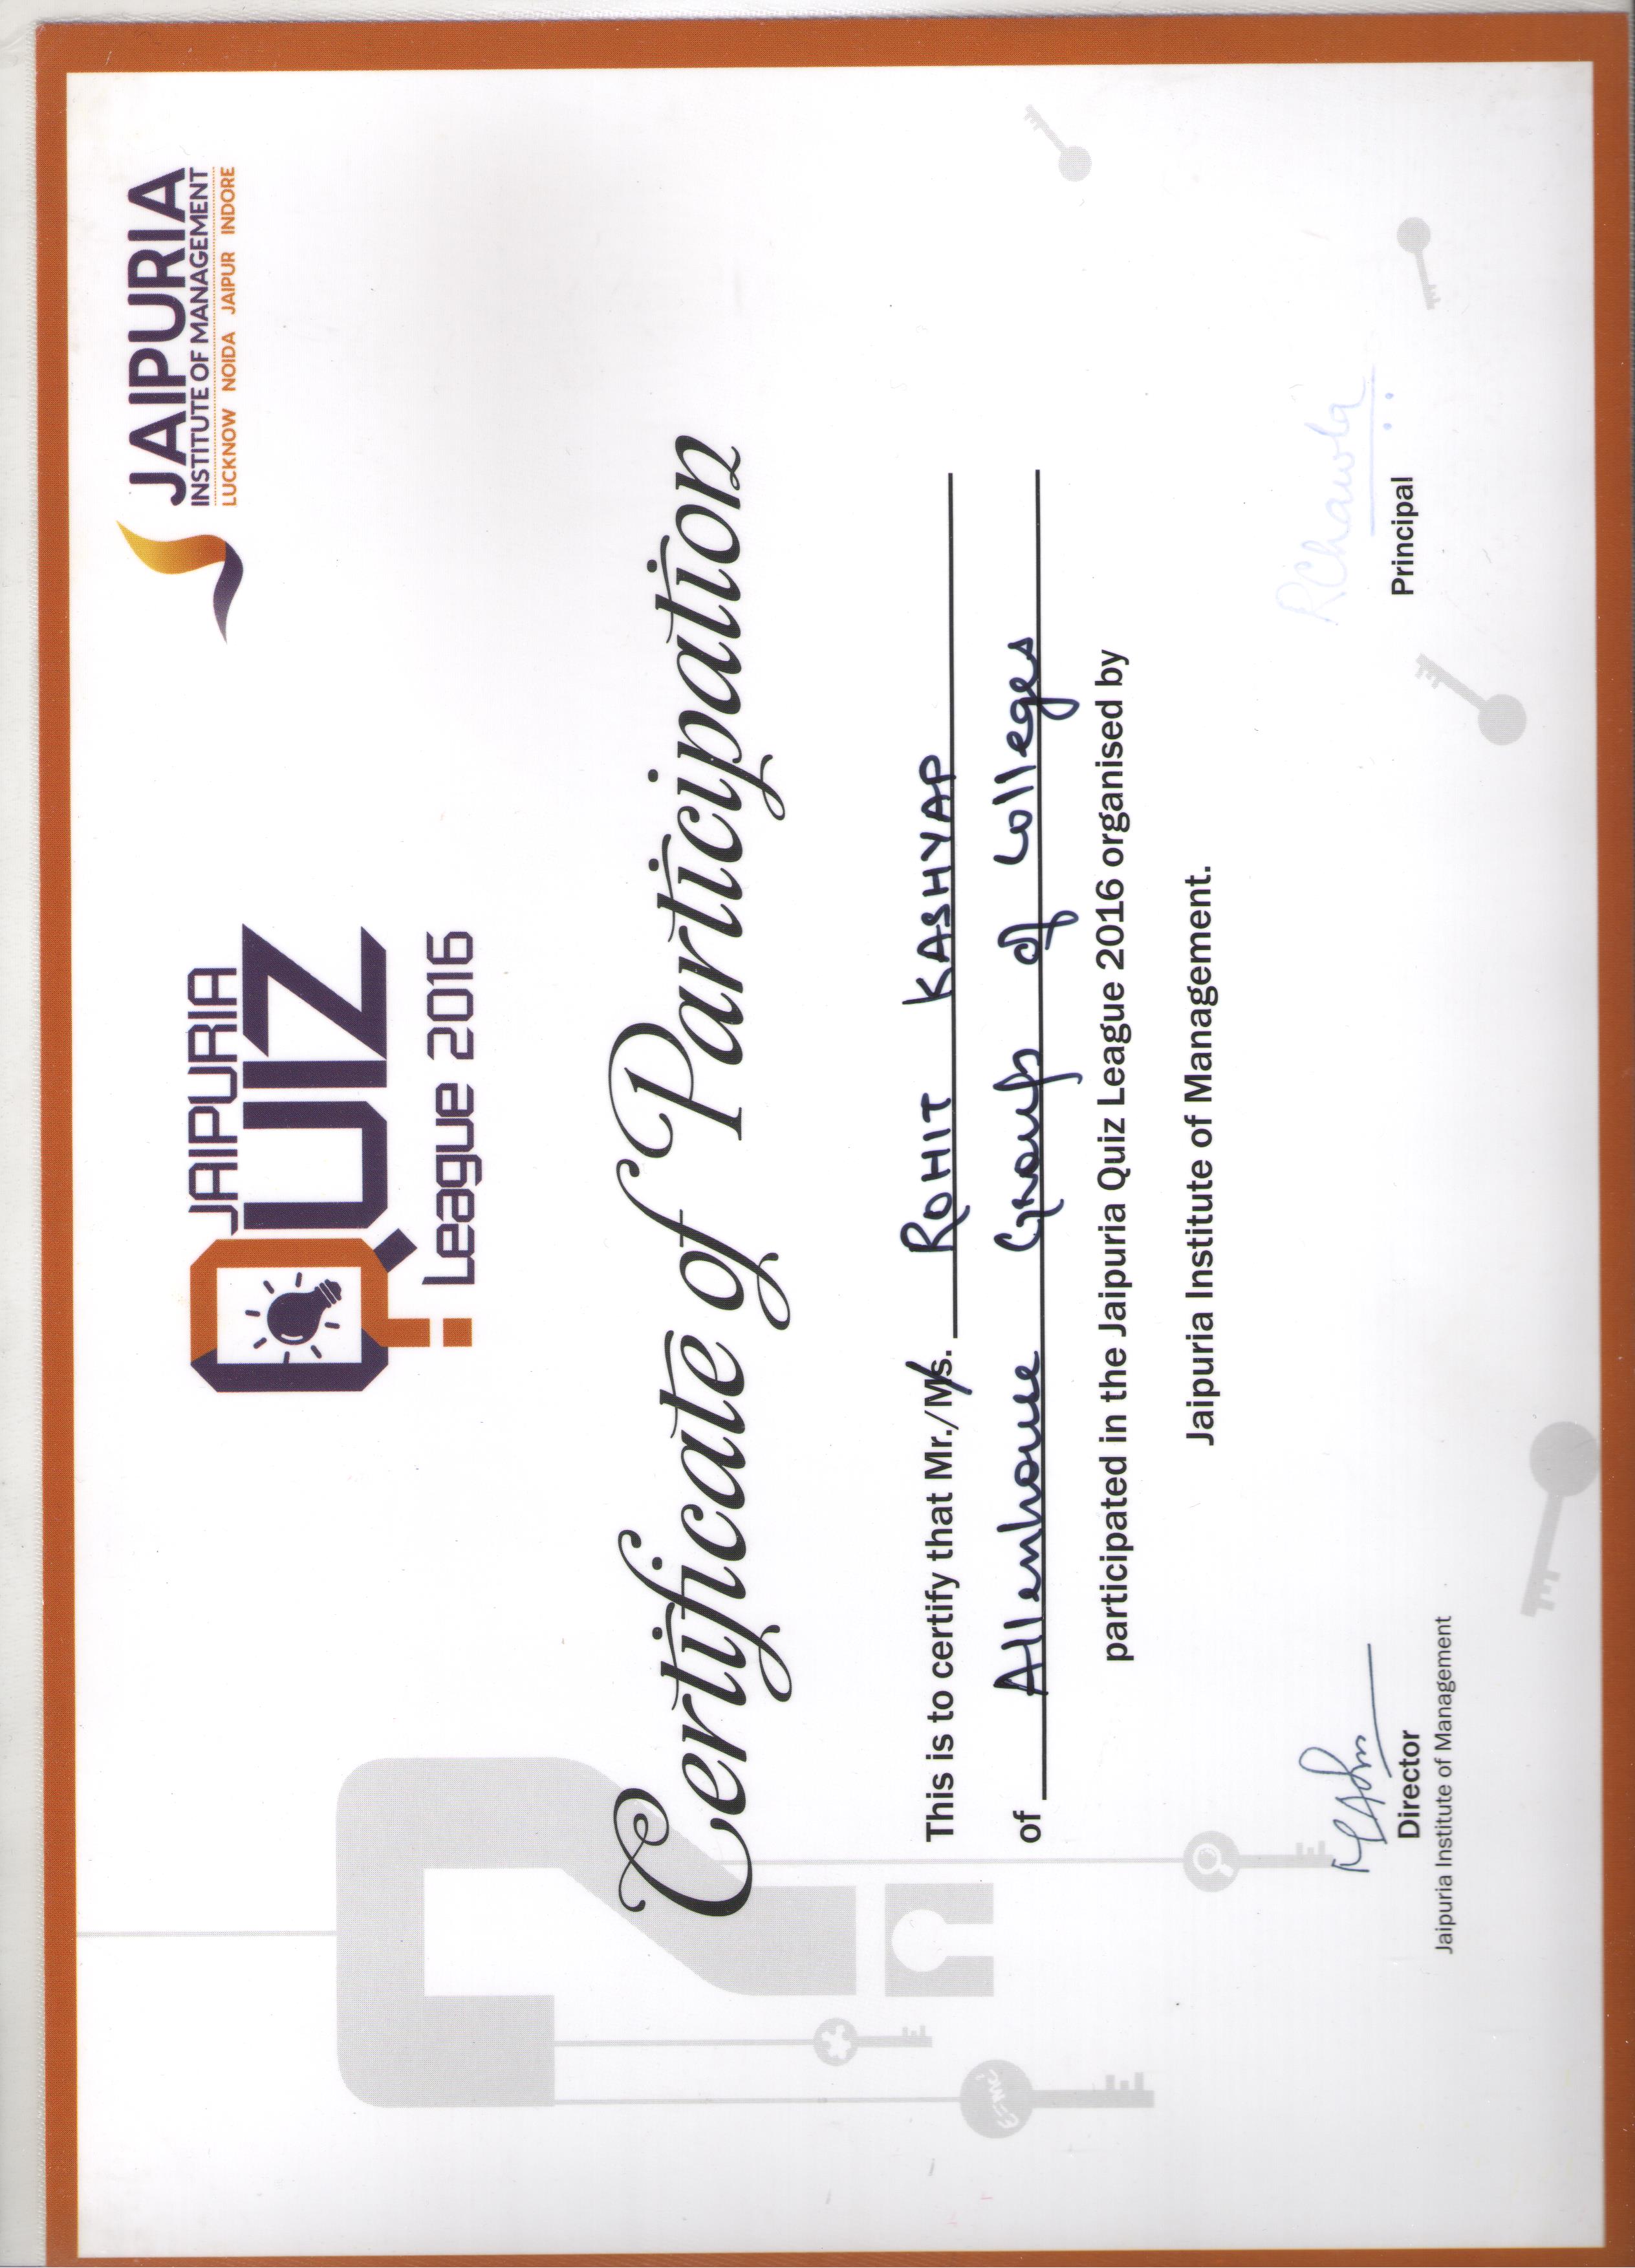 JAIPURIA
INSTITUTE OF MANAGEMENT
LUCKNOW NOIDA JAIPUR INDORE
JAIPURIA
QUIZ
League 2016
Certificate of Participation
This is to certify that Mr./Ms. ROHIT KASHYAP
of Allenhouse Group of Colleges
participated in the Jaipuria Quiz League 2016 organised by
Jaipuria Institute of Management.
E=mc²
RChawla
Director
Principal
Jaipuria Institute of Management